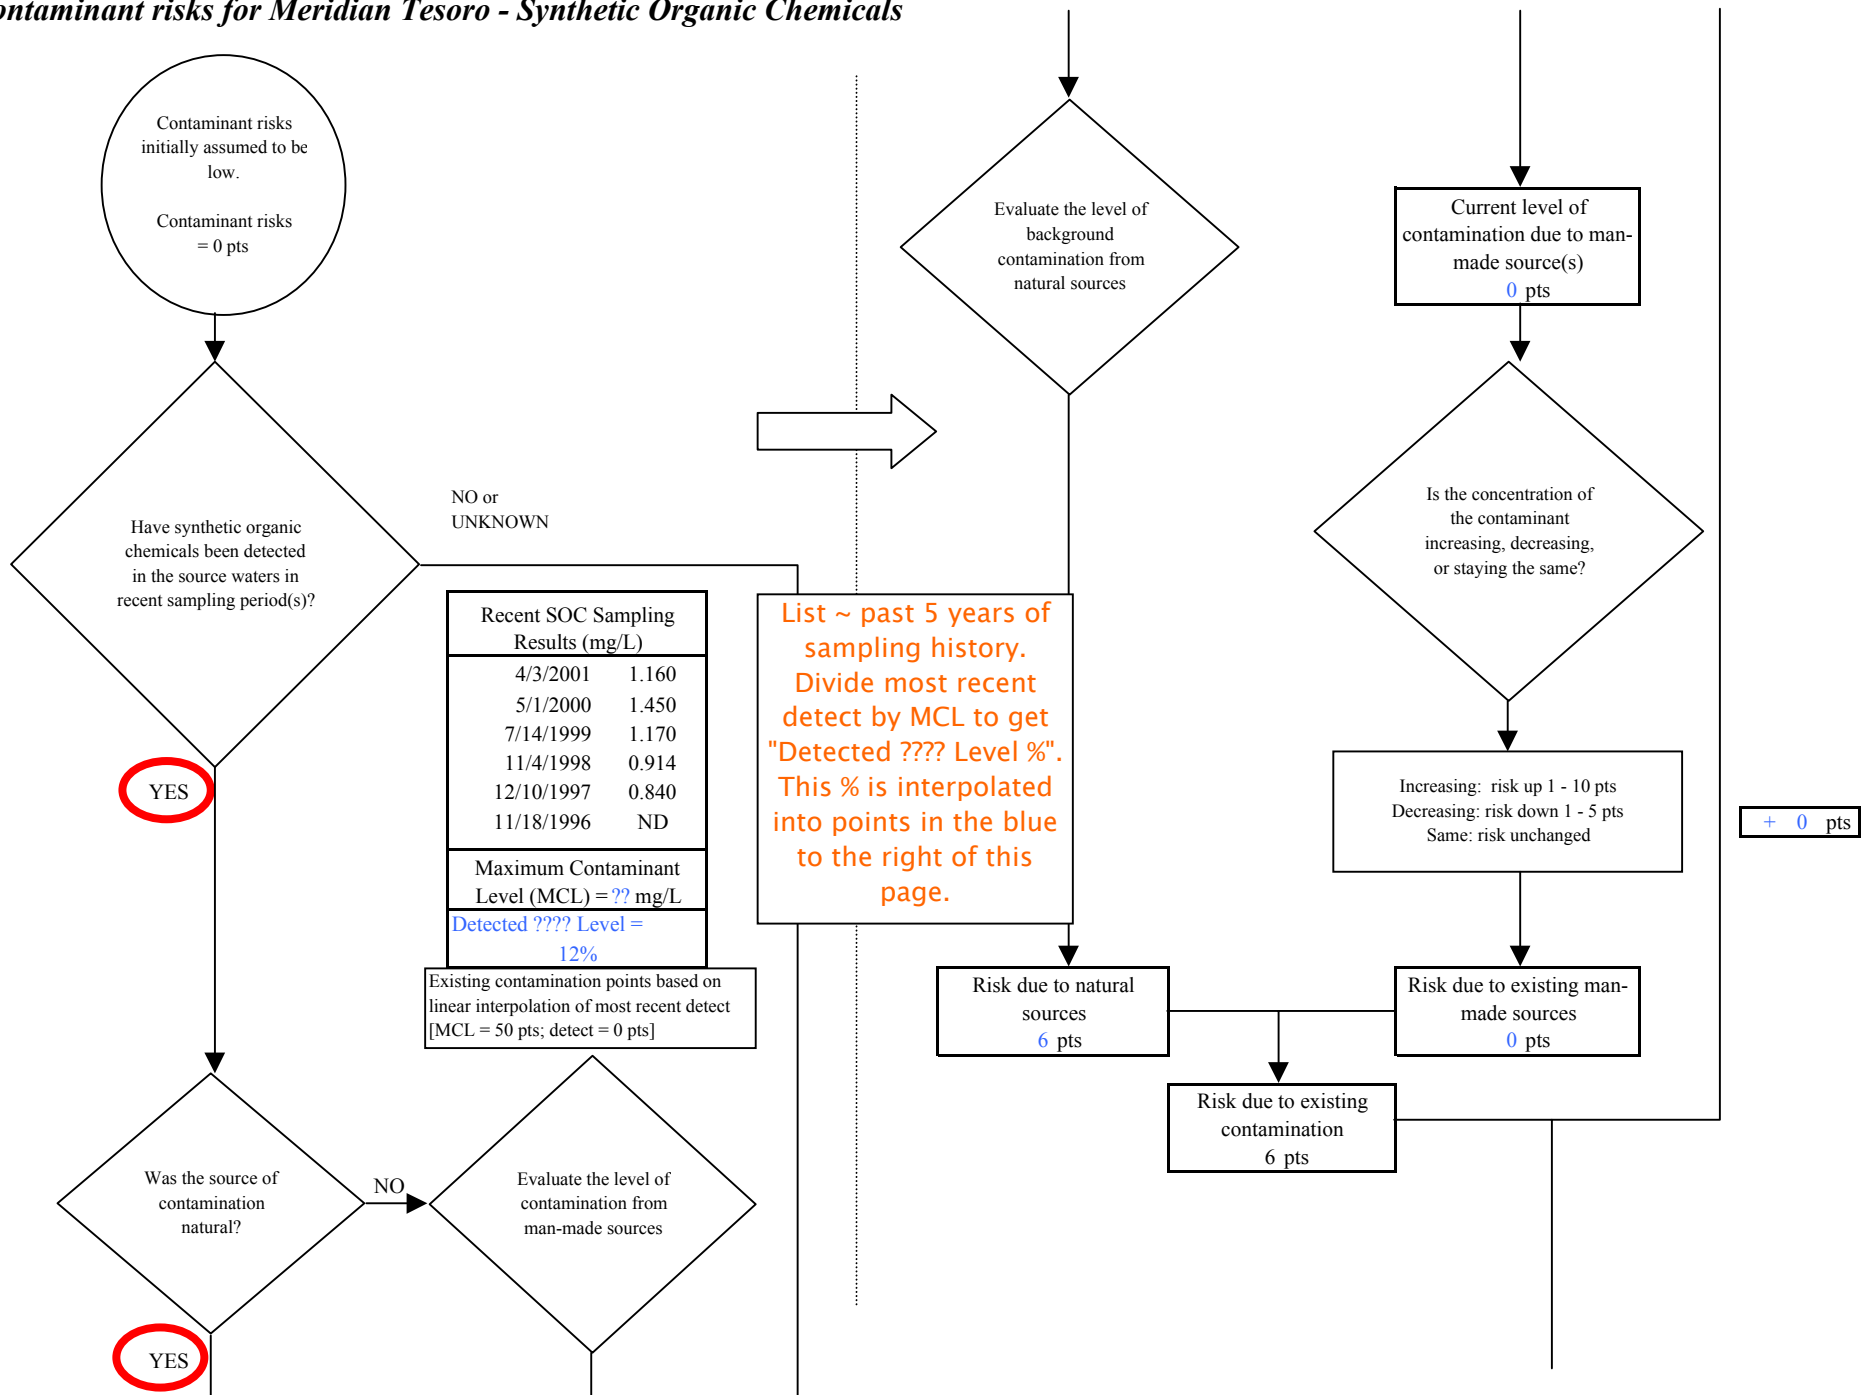 ontaminant risks for Meridian Tesoro - Synthetic Organic Chemicals
Contaminant risks
initially assumed to be
low.
Contaminant risks
= 0 pts
Have synthetic organic
chemicals been detected
in the source waters in
recent sampling period(s)?
NO or
UNKNOWN
YES
Recent SOC Sampling
Results (mg/L)
4/3/2001 1.160
5/1/2000 1.450
7/14/1999 1.170
11/4/1998 0.914
12/10/1997 0.840
11/18/1996 ND
Maximum Contaminant
Level (MCL) = ?? mg/L
Detected ???? Level =
12%
Existing contamination points based on
linear interpolation of most recent detect
[MCL = 50 pts; detect = 0 pts]
Was the source of
contamination
natural?
NO
YES
Evaluate the level of
contamination from
man-made sources
List ~ past 5 years of
sampling history.
Divide most recent
detect by MCL to get
"Detected ???? Level %".
This % is interpolated
into points in the blue
to the right of this
page.
Evaluate the level of
background
contamination from
natural sources
Risk due to natural
sources
6 pts
Current level of
contamination due to man-
made source(s)
0 pts
Is the concentration of
the contaminant
increasing, decreasing,
or staying the same?
Increasing: risk up 1 - 10 pts
Decreasing: risk down 1 - 5 pts
Same: risk unchanged
+ 0 pts
Risk due to existing man-
made sources
0 pts
Risk due to existing
contamination
6 pts